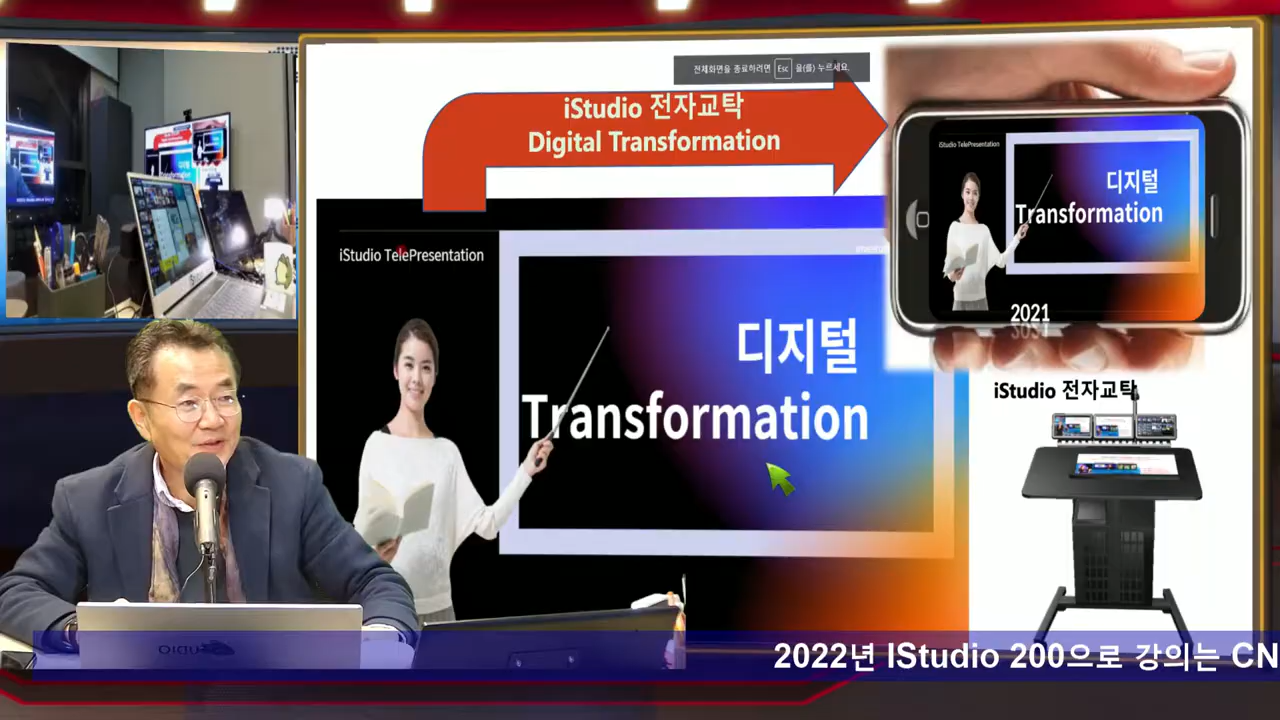 전체화면을 종료하려면 Esc 을(를) 누르세요.
iStudio 전자교탁
Digital Transformation
iStudio TelePresentation
디지털
Transformation
iStudio TelePresentation
디지털
Transformation
2021
iStudio 전자교탁
2022년 IStudio 200으로 강의는 CN